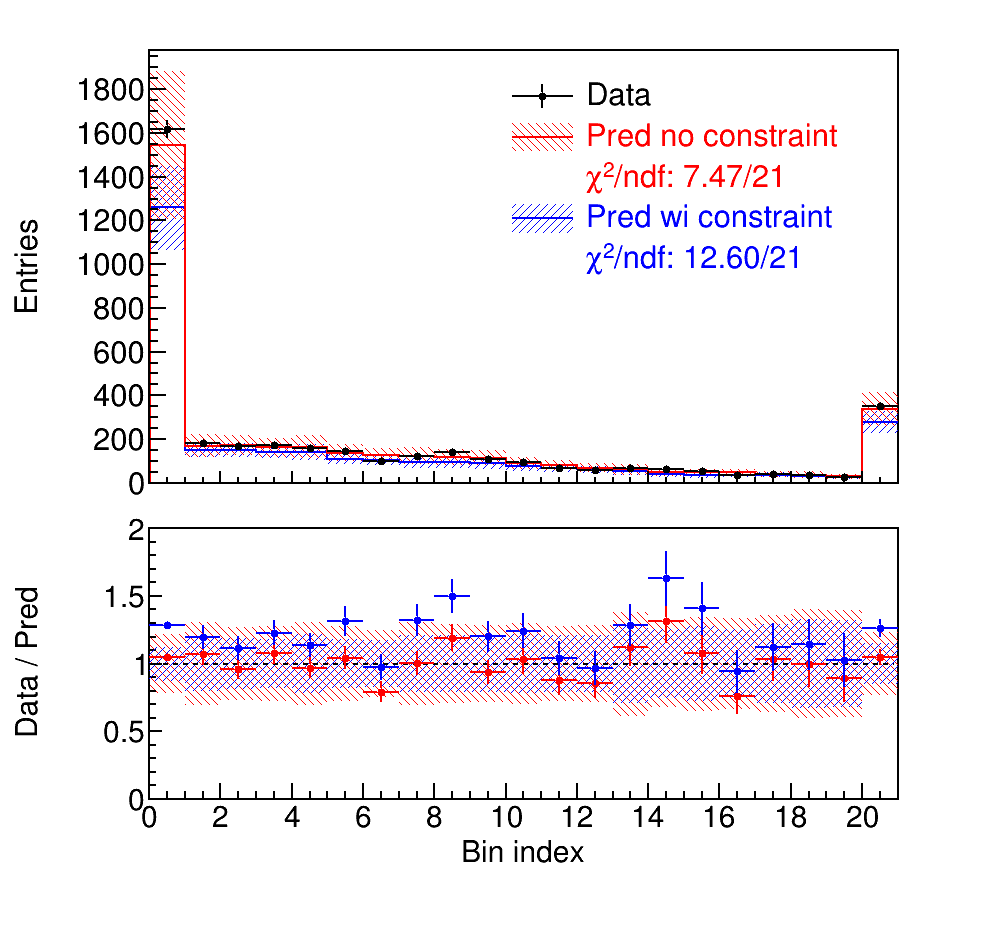 1800
1600
1400
1200
1000
800
600
400
200
0
Entries
Data
Pred no constraint
χ²/ndf: 7.47/21
Pred wi constraint
χ²/ndf: 12.60/21
2
1.5
1
0.5
0
Data / Pred
0 2 4 6 8 10 12 14 16 18 20
Bin index